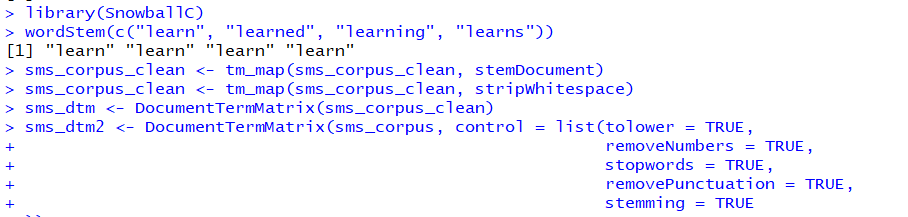 > library(SnowballC)
> wordStem(c("learn", "learned", "learning", "learns"))
[1] "learn" "learn" "learn" "learn"
> sms_corpus_clean <- tm_map(sms_corpus_clean, stemDocument)
> sms_corpus_clean <- tm_map(sms_corpus_clean, stripWhitespace)
> sms_dtm <- DocumentTermMatrix(sms_corpus_clean)
> sms_dtm2 <- DocumentTermMatrix(sms_corpus, control = list(tolower = TRUE,
+ removeNumbers = TRUE,
+ stopwords = TRUE,
+ removePunctuation = TRUE,
+ stemming = TRUE